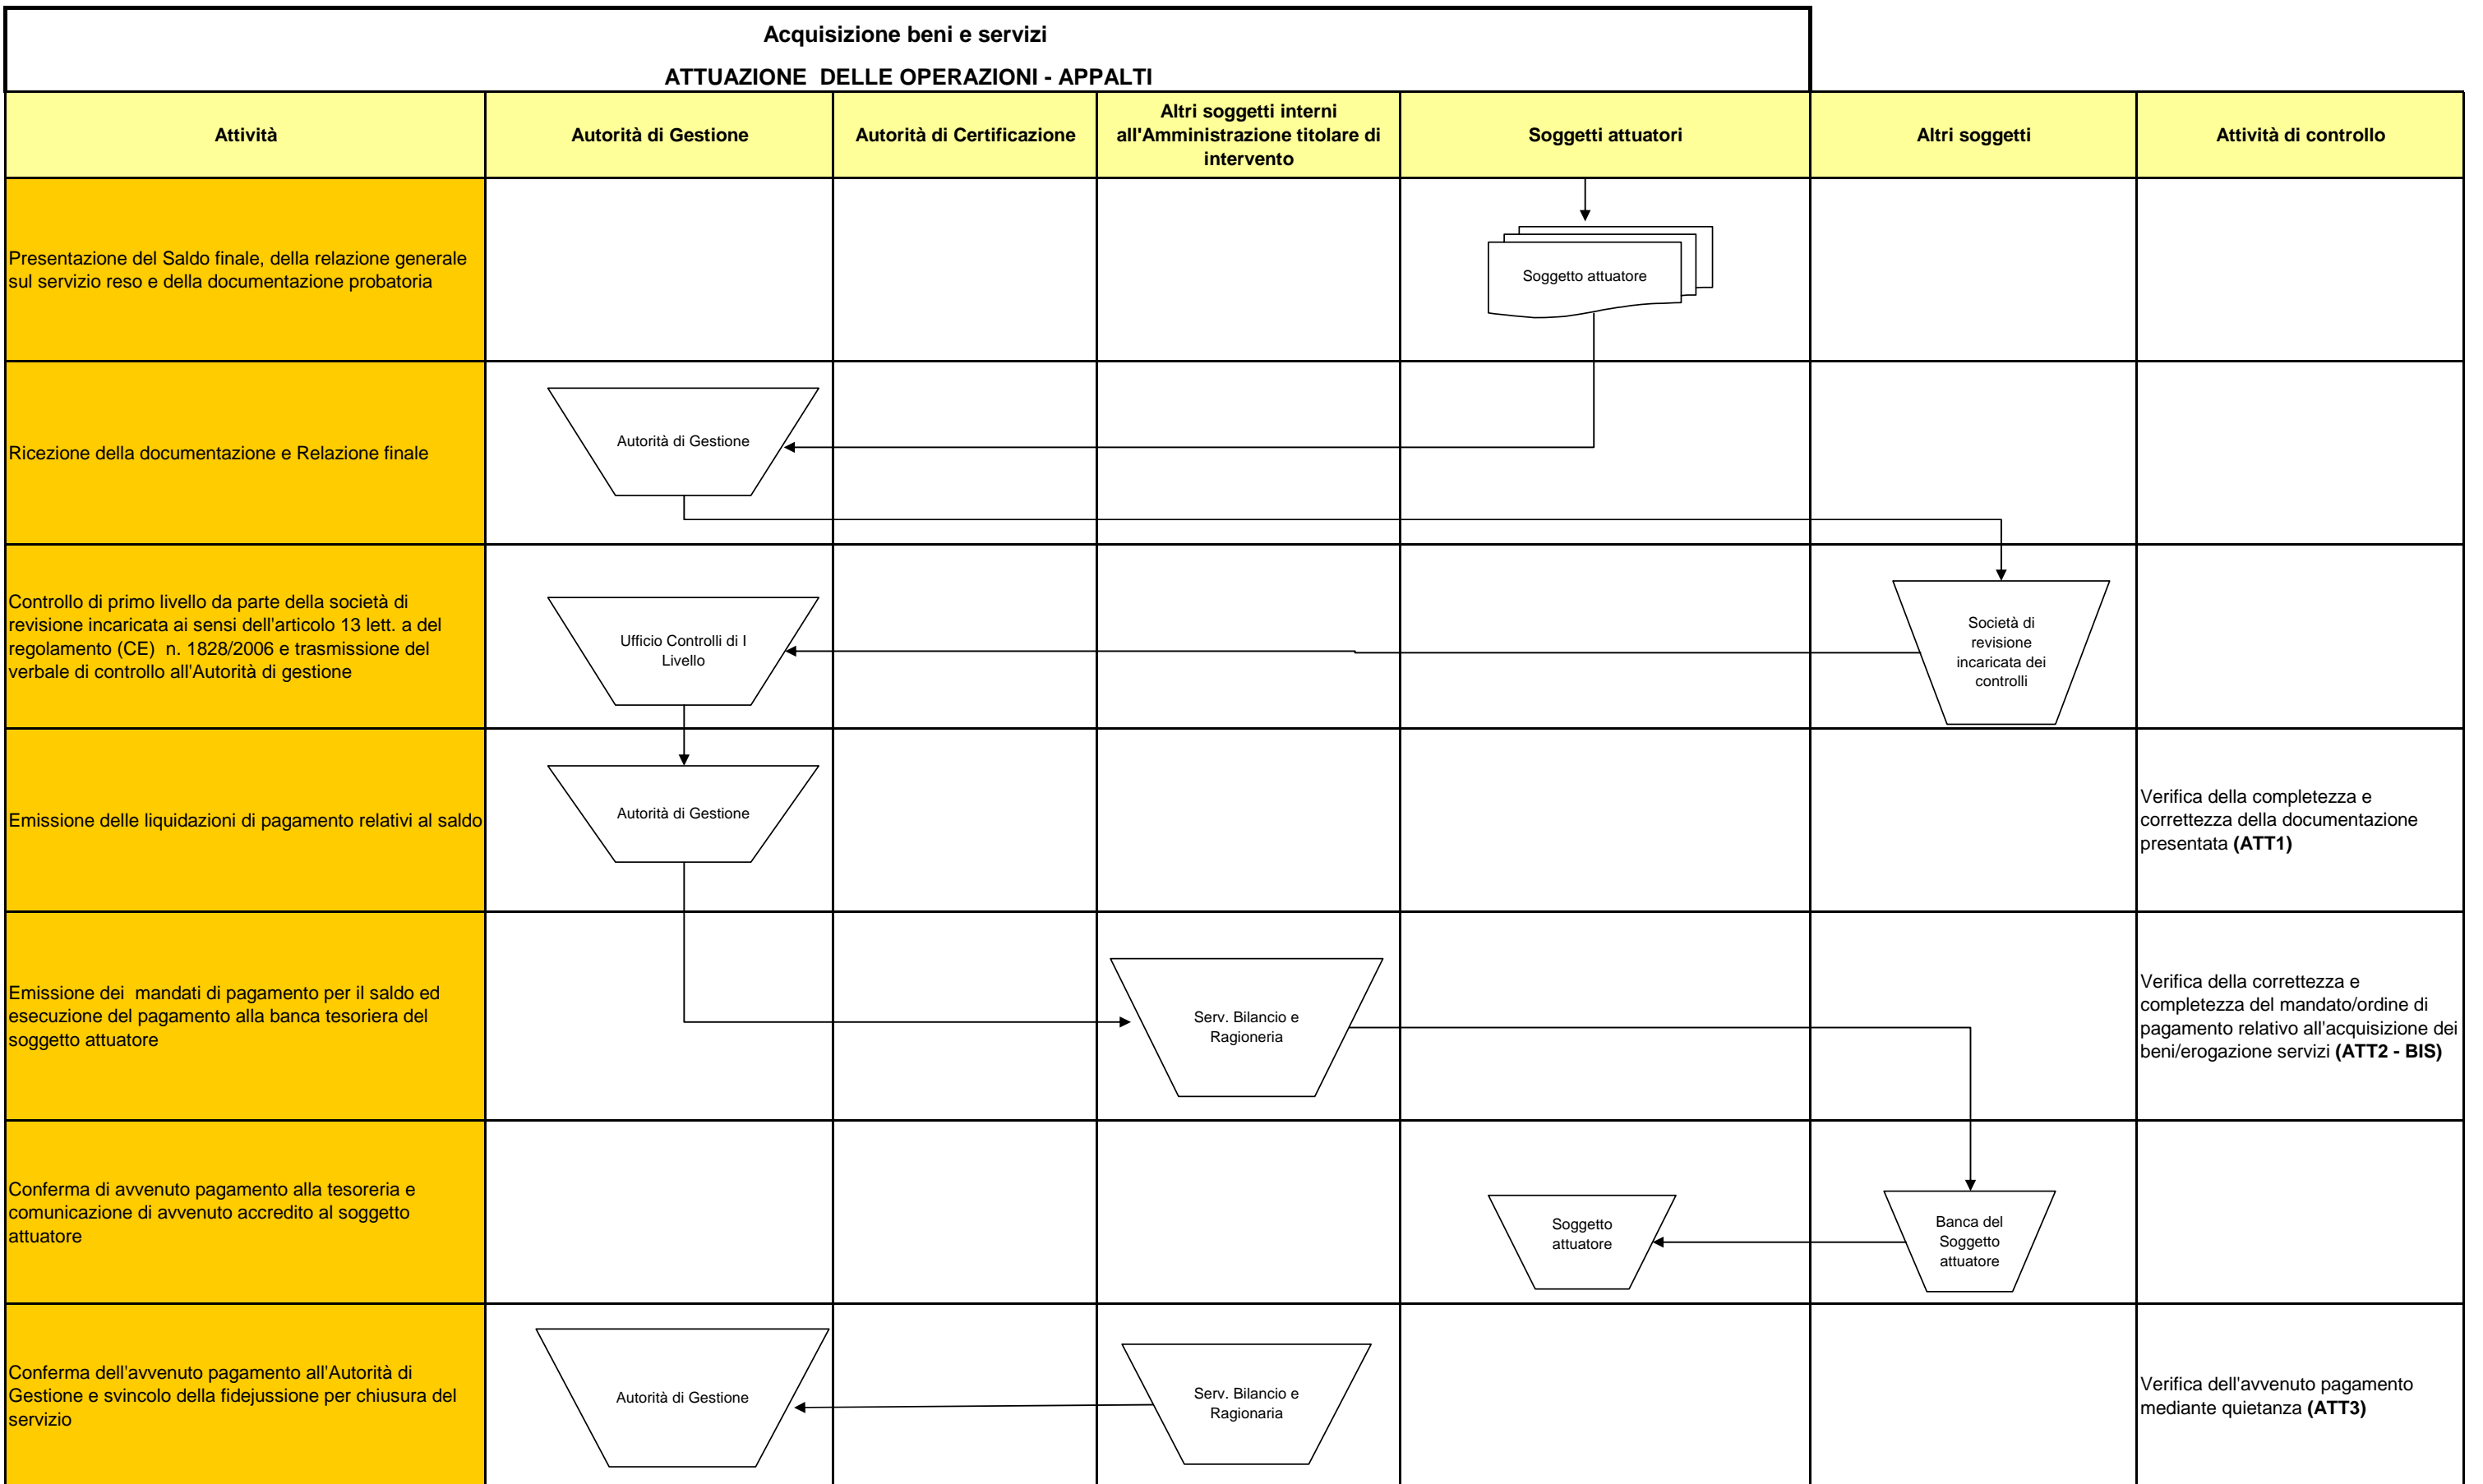 Acquisizione beni e servizi
ATTUAZIONE DELLE OPERAZIONI - APPALTI
Attività
Autorità di Gestione
Autorità di Certificazione
Altri soggetti interni
all'Amministrazione titolare di
intervento
Soggetti attuatori
Altri soggetti
Attività di controllo
Presentazione del Saldo finale, della relazione generale
sul servizio reso e della documentazione probatoria
Soggetto attuatore
Ricezione della documentazione e Relazione finale
Autorità di Gestione
Controllo di primo livello da parte della società di
revisione incaricata ai sensi dell'articolo 13 lett. a del
regolamento (CE) n. 1828/2006 e trasmissione del
verbale di controllo all'Autorità di gestione
Ufficio Controlli di I
Livello
Società di
revisione
incaricata dei
controlli
Emissione delle liquidazioni di pagamento relativi al saldo
Autorità di Gestione
Verifica della completezza e
correttezza della documentazione
presentata (ATT1)
Emissione dei mandati di pagamento per il saldo ed
esecuzione del pagamento alla banca tesoriera del
soggetto attuatore
Serv. Bilancio e
Ragioneria
Verifica della correttezza e
completezza del mandato/ordine di
pagamento relativo all'acquisizione dei
beni/erogazione servizi (ATT2 - BIS)
Conferma di avvenuto pagamento alla tesoreria e
comunicazione di avvenuto accredito al soggetto
attuatore
Soggetto
attuatore
Banca del
Soggetto
attuatore
Conferma dell'avvenuto pagamento all'Autorità di
Gestione e svincolo della fidejussione per chiusura del
servizio
Autorità di Gestione
Serv. Bilancio e
Ragionaria
Verifica dell'avvenuto pagamento
mediante quietanza (ATT3)